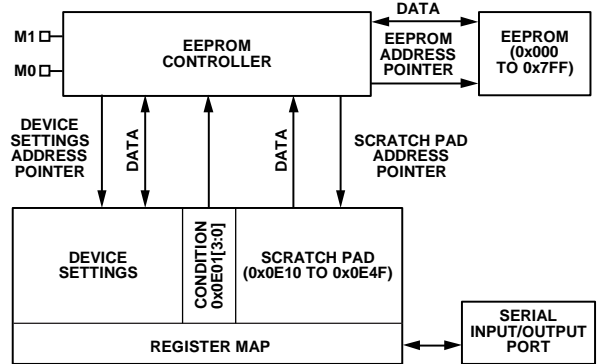 M1
M0
EEPROM
CONTROLLER
DATA
EEPROM
ADDRESS
POINTER
EEPROM
(0x000
TO 0x7FF)
DEVICE
SETTINGS
ADDRESS
POINTER
DATA
DATA
SCRATCH PAD
ADDRESS
POINTER
DEVICE
SETTINGS
CONDITION
0x0E01[3:0]
SCRATCH PAD
(0x0E10 TO 0x0E4F)
REGISTER MAP
SERIAL
INPUT/OUTPUT
PORT